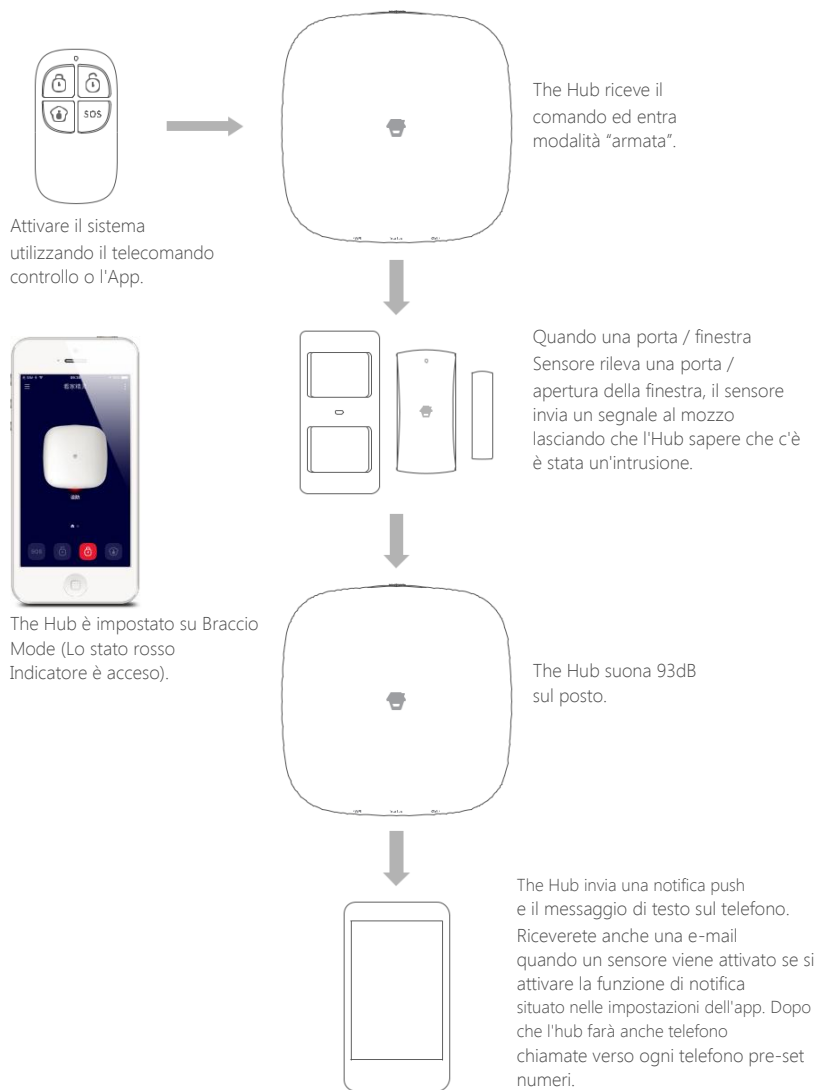 SOS
The Hub riceve il
comando ed entra
modalità “armata”.
Attivare il sistema
utilizzando il telecomando
controllo o l'App.
Quando una porta / finestra
Sensore rileva una porta /
apertura della finestra, il sensore
invia un segnale al mozzo
lasciando che l'Hub sapere che c'è
è stata un'intrusione.
SOS
The Hub è impostato su Braccio
Mode (Lo stato rosso
Indicatore è acceso).
The Hub suona 93dB
sul posto.
The Hub invia una notifica push
e il messaggio di testo sul telefono.
Riceverete anche una e-mail
quando un sensore viene attivato se si
attivare la funzione di notifica
situato nelle impostazioni dell'app. Dopo
che l'hub farà anche telefono
chiamate verso ogni telefono pre-set
numeri.